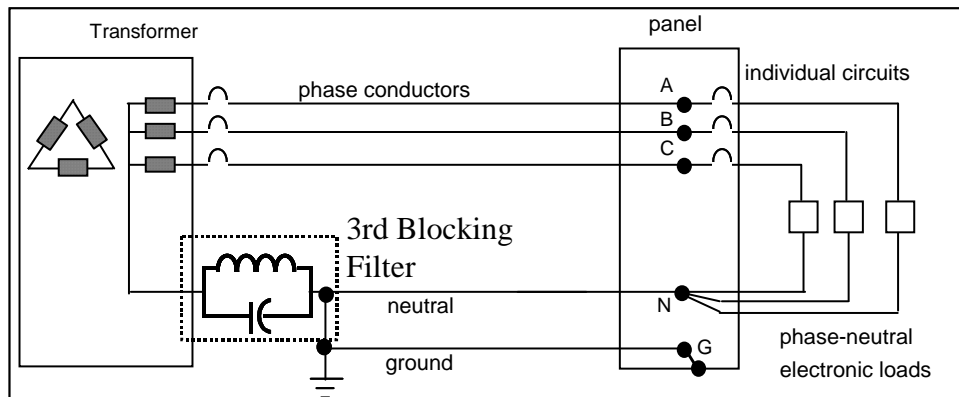 Transformer
panel
individual circuits
phase conductors
A
B
C
3rd Blocking
Filter
neutral
N
ground
G
phase-neutral
electronic loads